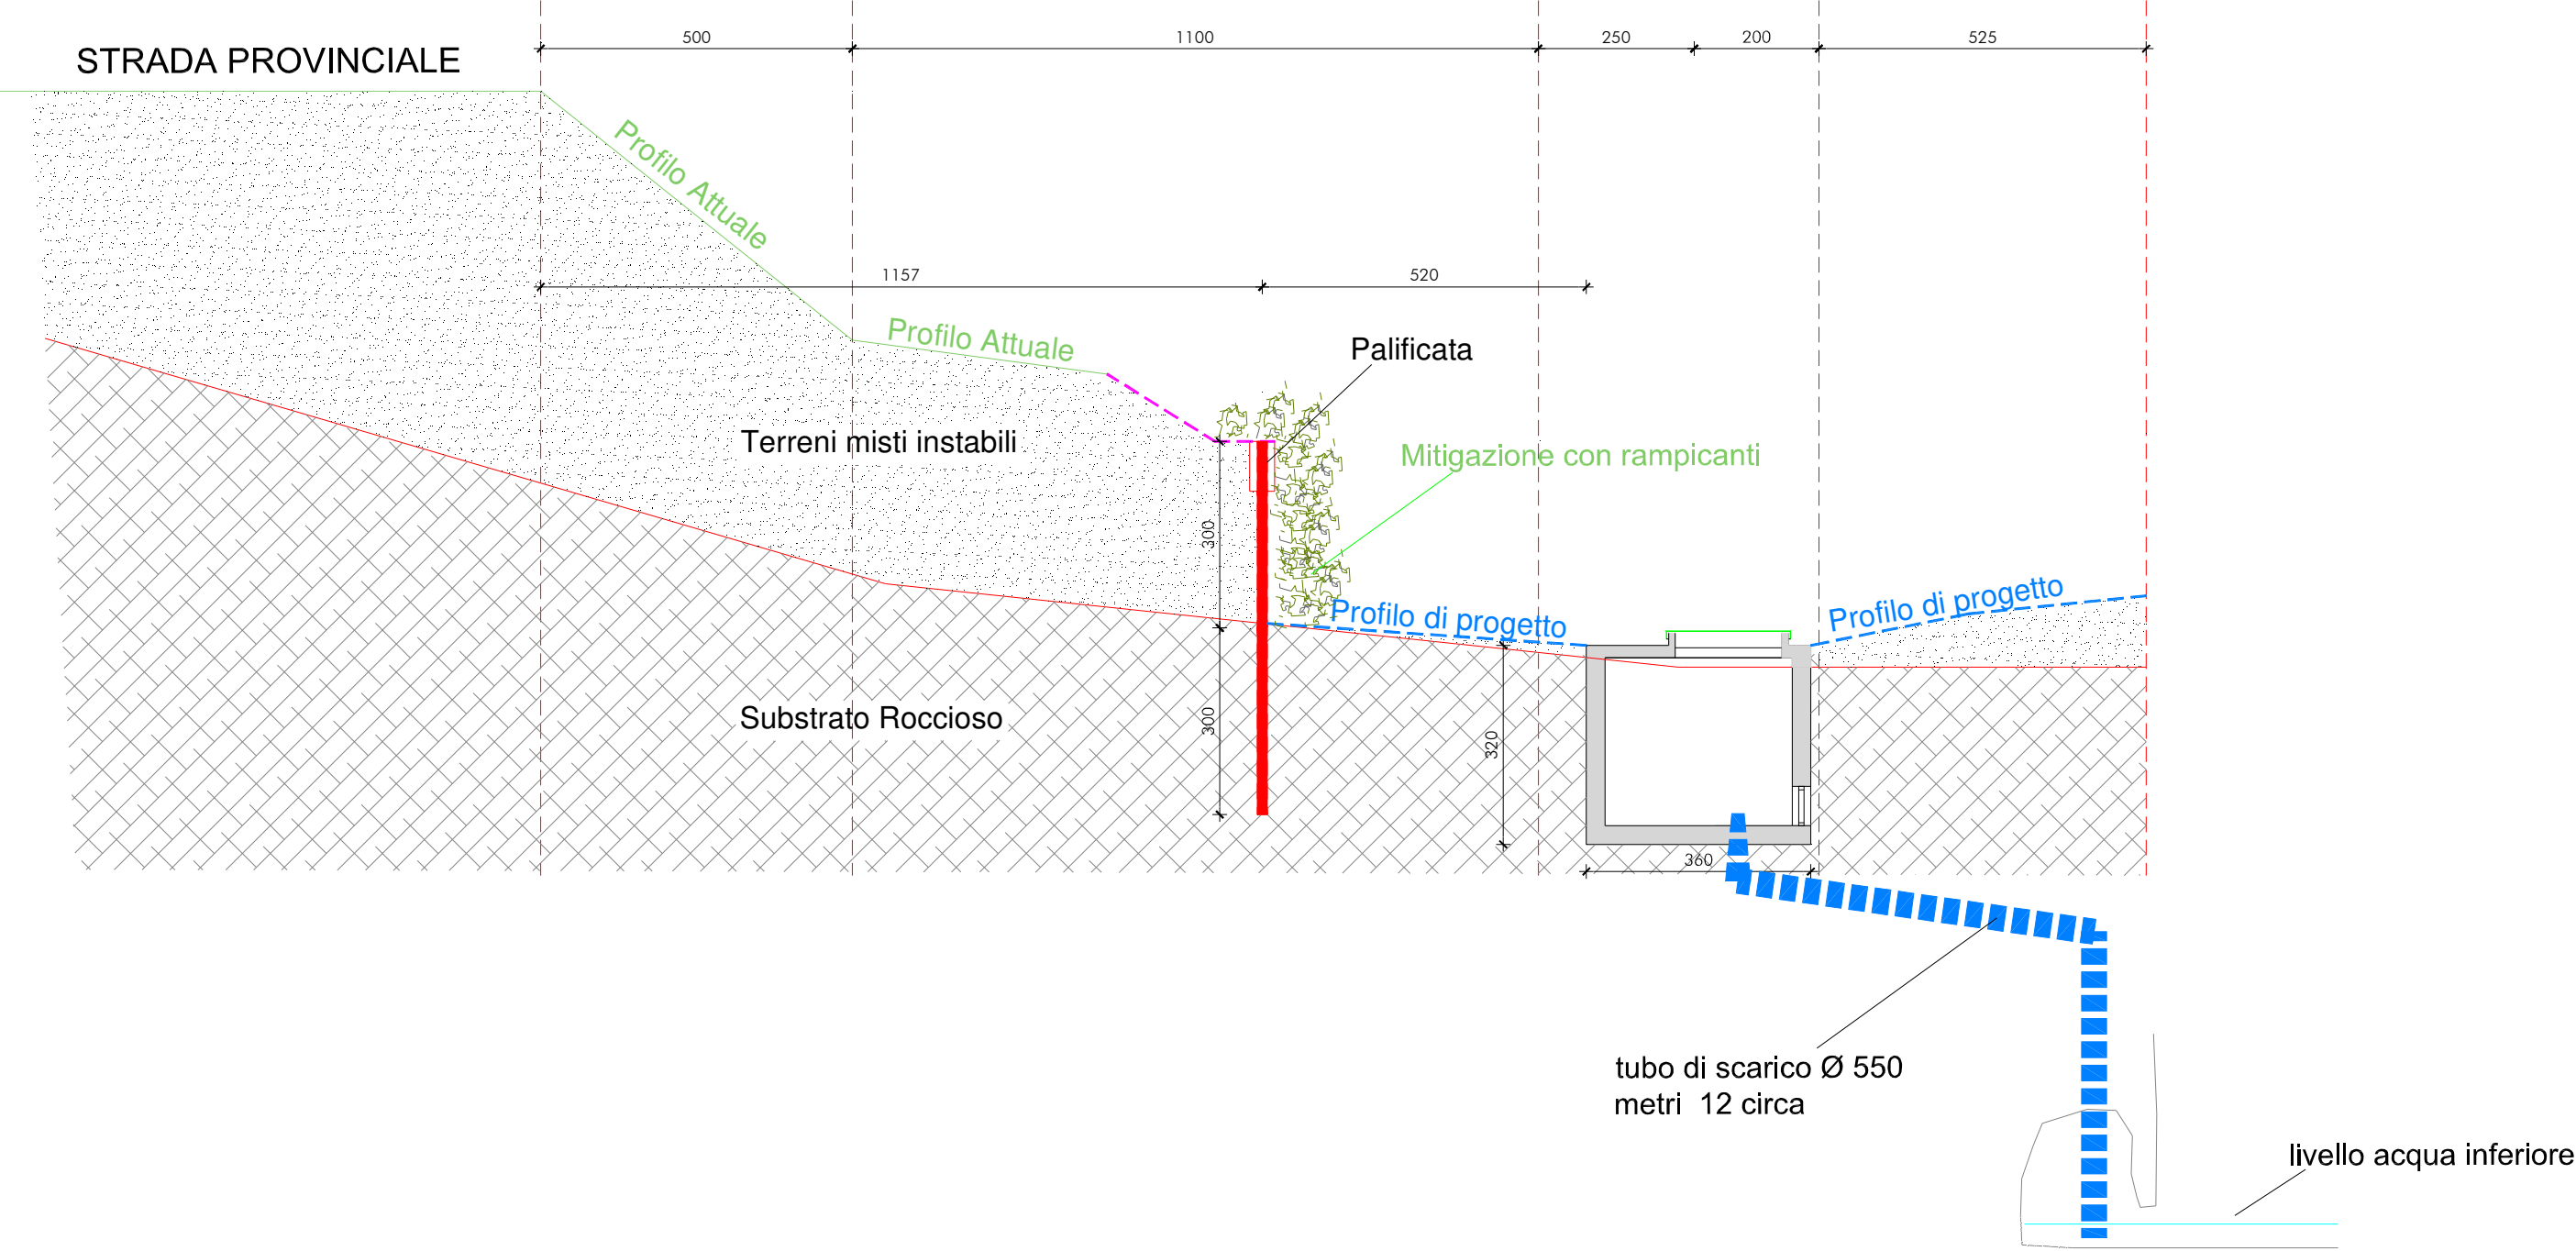 500
1100
250
200
525
STRADA PROVINCIALE
Profilo Attuale
1157
520
Profilo Attuale
Palificata
Terreni misti instabili
Mitigazione con rampicanti
300
Profilo di progetto
Profilo di progetto
Substrato Roccioso
300
320
360
tubo di scarico Ø 550
metri 12 circa
livello acqua inferiore